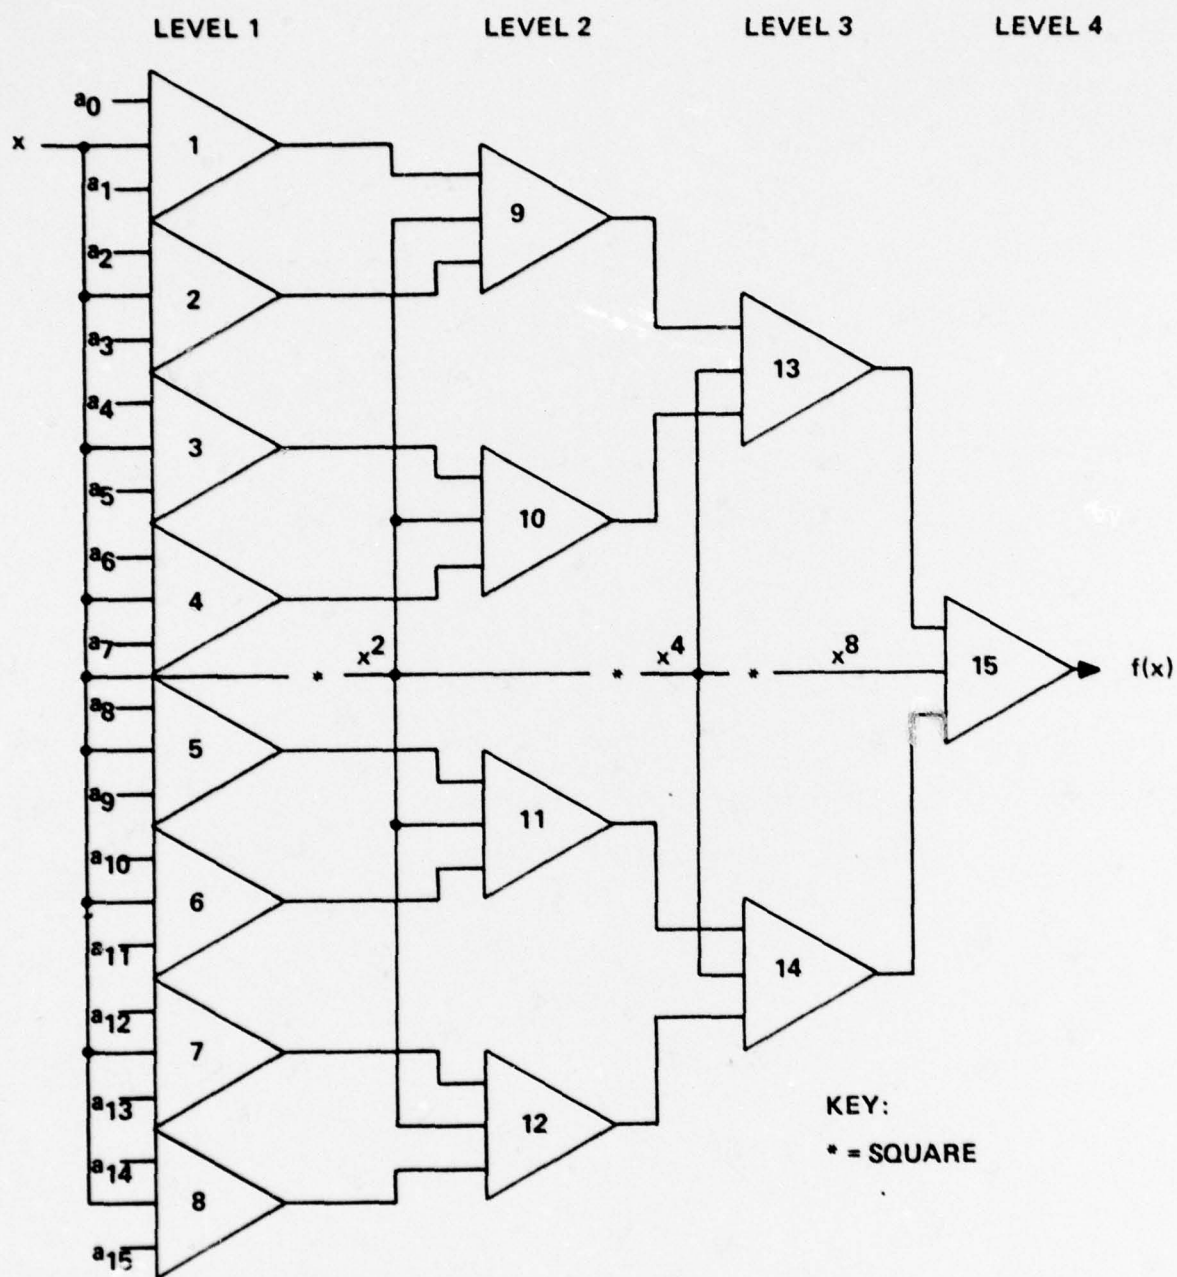 LEVEL 1 LEVEL 2 LEVEL 3 LEVEL 4
a0
x
1
a1
9
a2
2
a3
13
a4
3
a5
10
a6
4
a7
x2 x4 x8
* * *
15
f(x)
a8
5
a9
11
a10
6
a11
14
a12
7
a13
12
a14
8
a15
KEY:
* = SQUARE